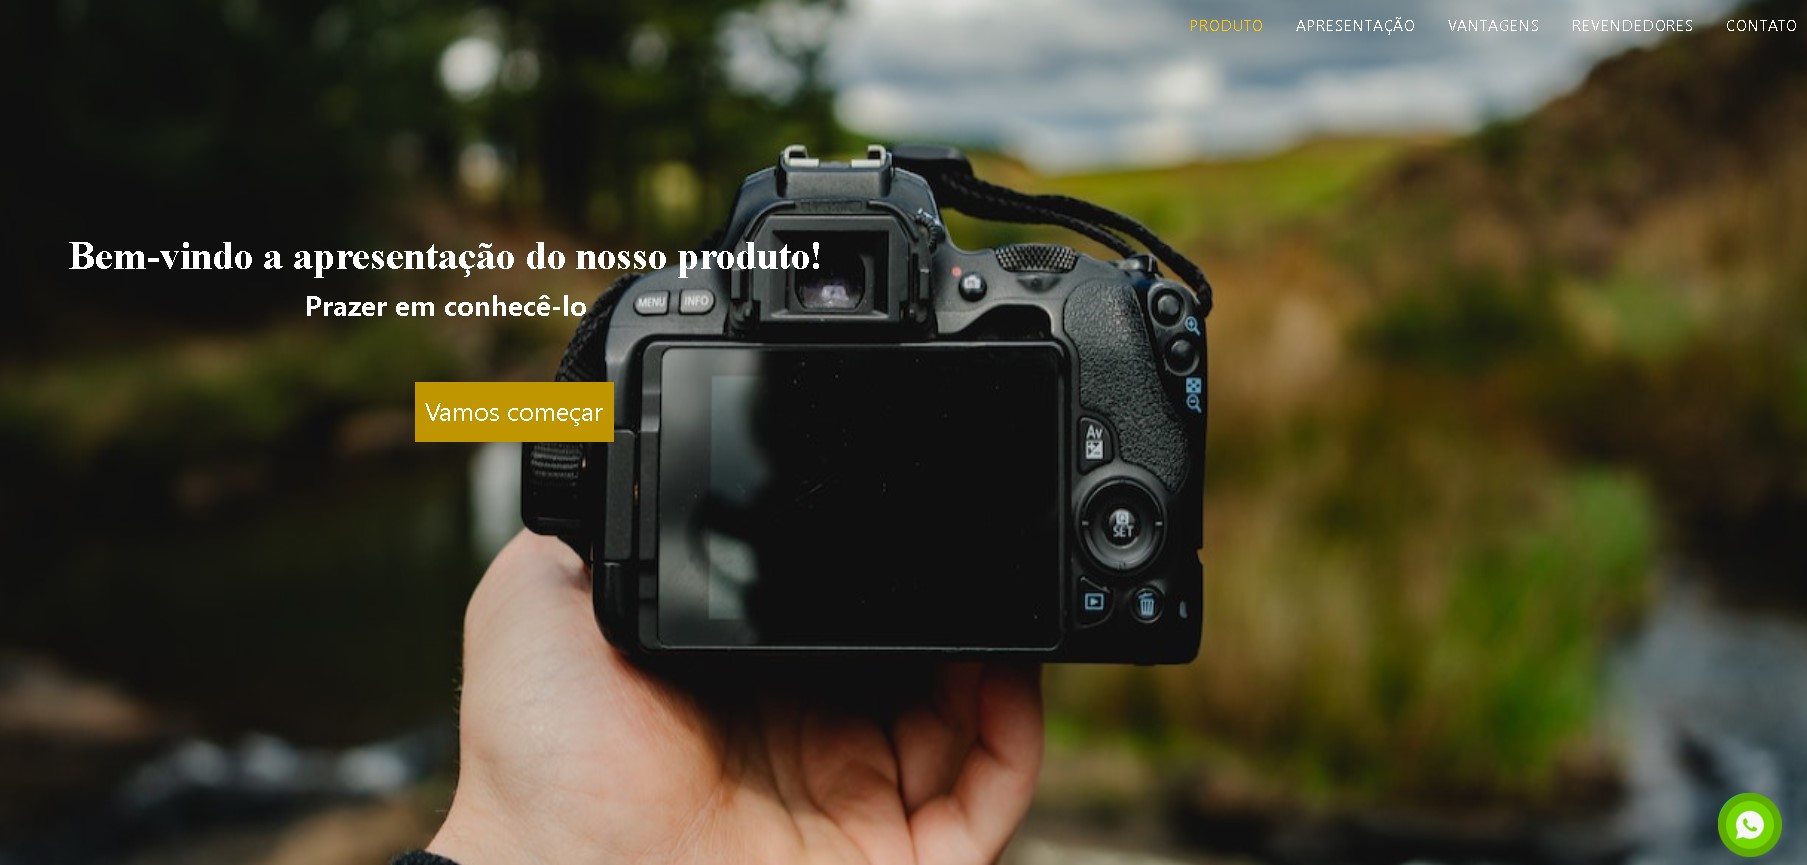 PRODUTO APRESENTAÇÃO VANTAGENS REVENDEDORES CONTATO
Bem-vindo a apresentação do nosso produto!
Prazer em conhecê-lo
MENU INFO
Vamos começar
Av
SET